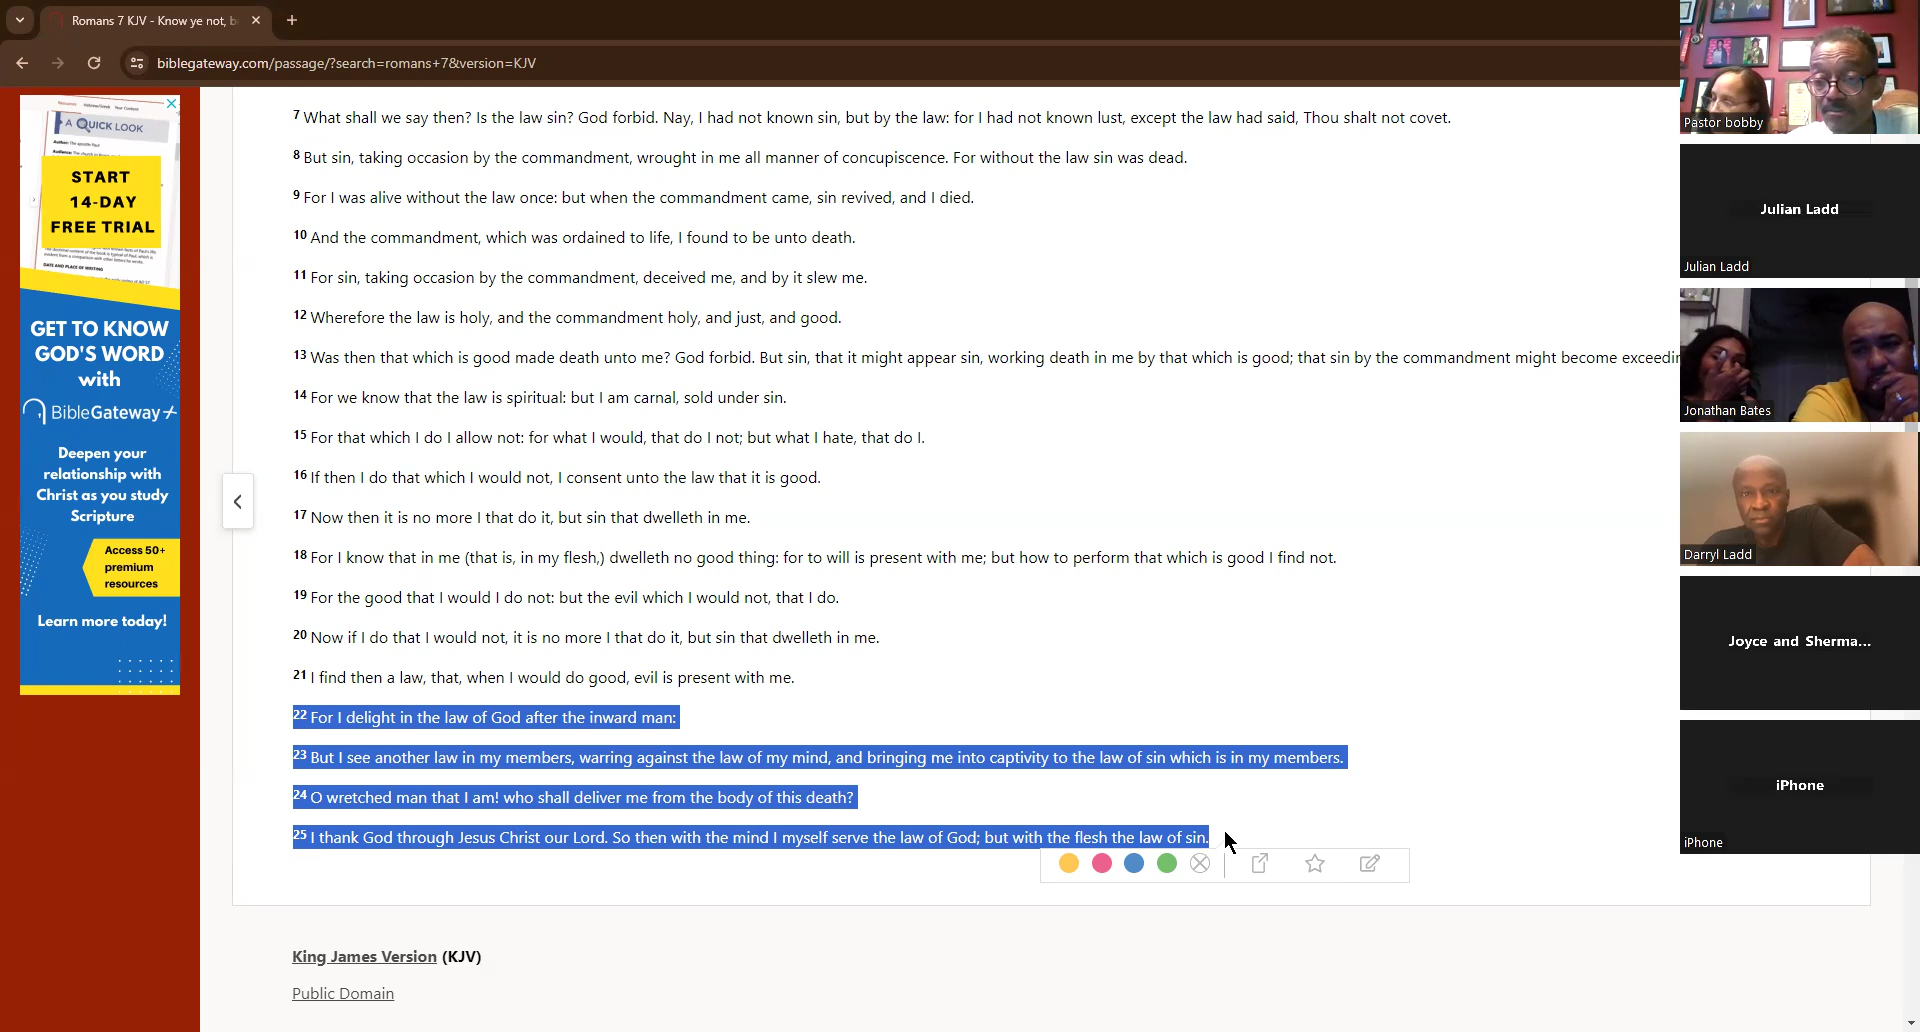 Romans 7 KJV - Know ye not, b
biblegateway.com/passage/?search=romans+7&version=KJV
Resources Hebrew/Greek Your Content
A QUICK LOOK
Author: The apostle Paul
START
14-DAY
FREE TRIAL
DATE AND PLACE OF WRITING
GET TO KNOW
GOD'S WORD
with
BibleGateway+
Deepen your
relationship with
Christ as you study
Scripture
Access 50+
premium
resources
Learn more today!
7 What shall we say then? Is the law sin? God forbid. Nay, I had not known sin, but by the law: for I had not known lust, except the law had said, Thou shalt not covet.
8 But sin, taking occasion by the commandment, wrought in me all manner of concupiscence. For without the law sin was dead.
9 For I was alive without the law once: but when the commandment came, sin revived, and I died.
10 And the commandment, which was ordained to life, I found to be unto death.
11 For sin, taking occasion by the commandment, deceived me, and by it slew me.
12 Wherefore the law is holy, and the commandment holy, and just, and good.
13 Was then that which is good made death unto me? God forbid. But sin, that it might appear sin, working death in me by that which is good; that sin by the commandment might become exceedin
14 For we know that the law is spiritual: but I am carnal, sold under sin.
15 For that which I do I allow not: for what I would, that do I not; but what I hate, that do I.
16 If then I do that which I would not, I consent unto the law that it is good.
17 Now then it is no more I that do it, but sin that dwelleth in me.
18 For I know that in me (that is, in my flesh,) dwelleth no good thing: for to will is present with me; but how to perform that which is good I find not.
19 For the good that I would I do not: but the evil which I would not, that I do.
20 Now if I do that I would not, it is no more I that do it, but sin that dwelleth in me.
21 I find then a law, that, when I would do good, evil is present with me.
22 For I delight in the law of God after the inward man:
23 But I see another law in my members, warring against the law of my mind, and bringing me into captivity to the law of sin which is in my members.
24 O wretched man that I am! who shall deliver me from the body of this death?
25 I thank God through Jesus Christ our Lord. So then with the mind I myself serve the law of God; but with the flesh the law of sin.
King James Version (KJV)
Public Domain
Pastor bobby
Julian Ladd
Julian Ladd
Jonathan Bates
Darryl Ladd
Joyce and Sherma...
iPhone
iPhone